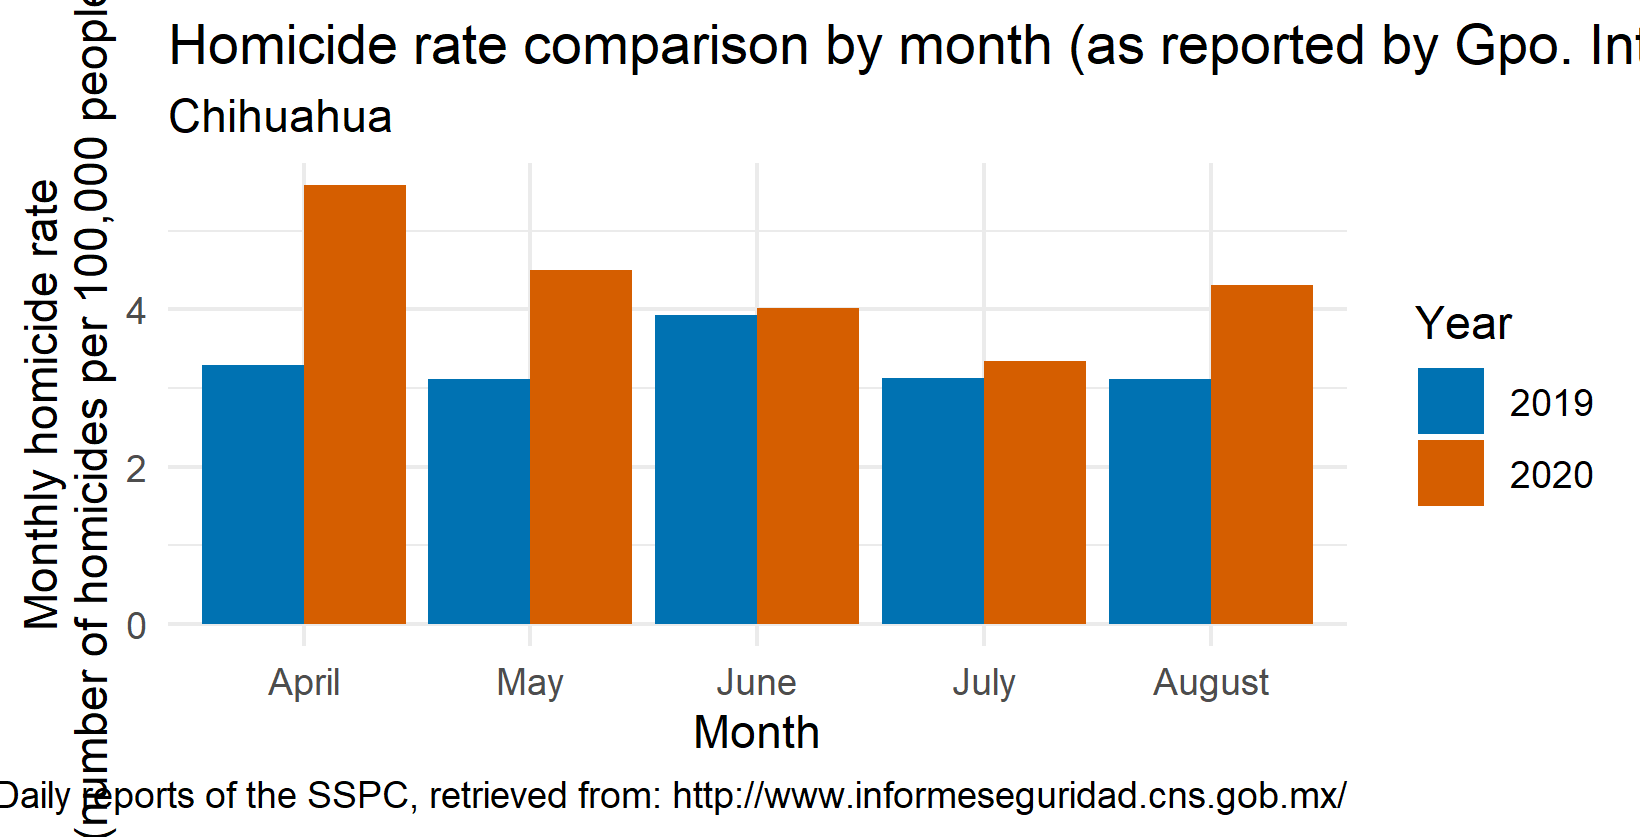 Homicide rate comparison by month (as reported by Gpo.
Chihuahua
Monthly homicide rate
(number of homicides per 100,000 people
4
2
0
April
May
June
July
August
Month
Year
2019
2020
Daily reports of the SSPC, retrieved from: http://www.informeseguridad.cns.gob.mx/